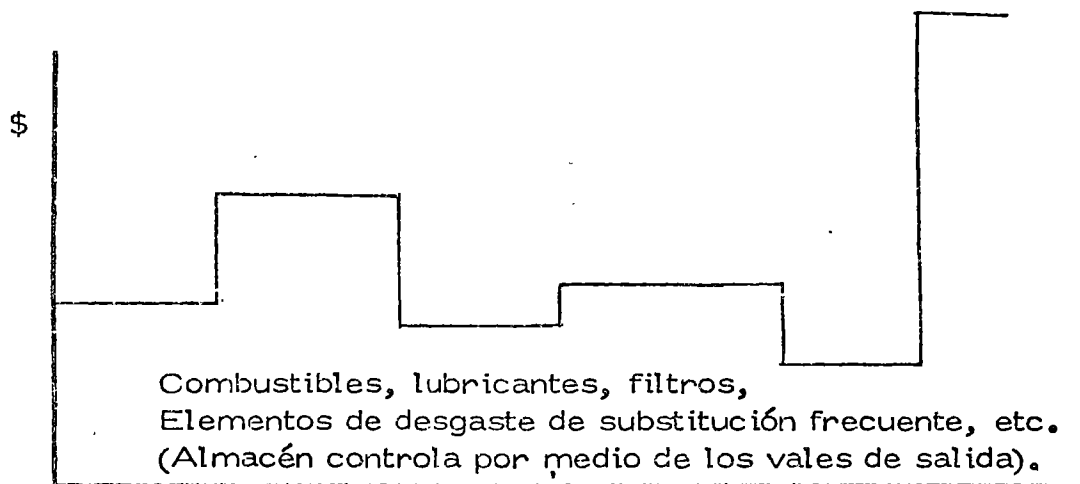 $
Combustibles, lubricantes, filtros,
Elementos de desgaste de substitución frecuente, etc.
(Almacén controla por medio de los vales de salida).